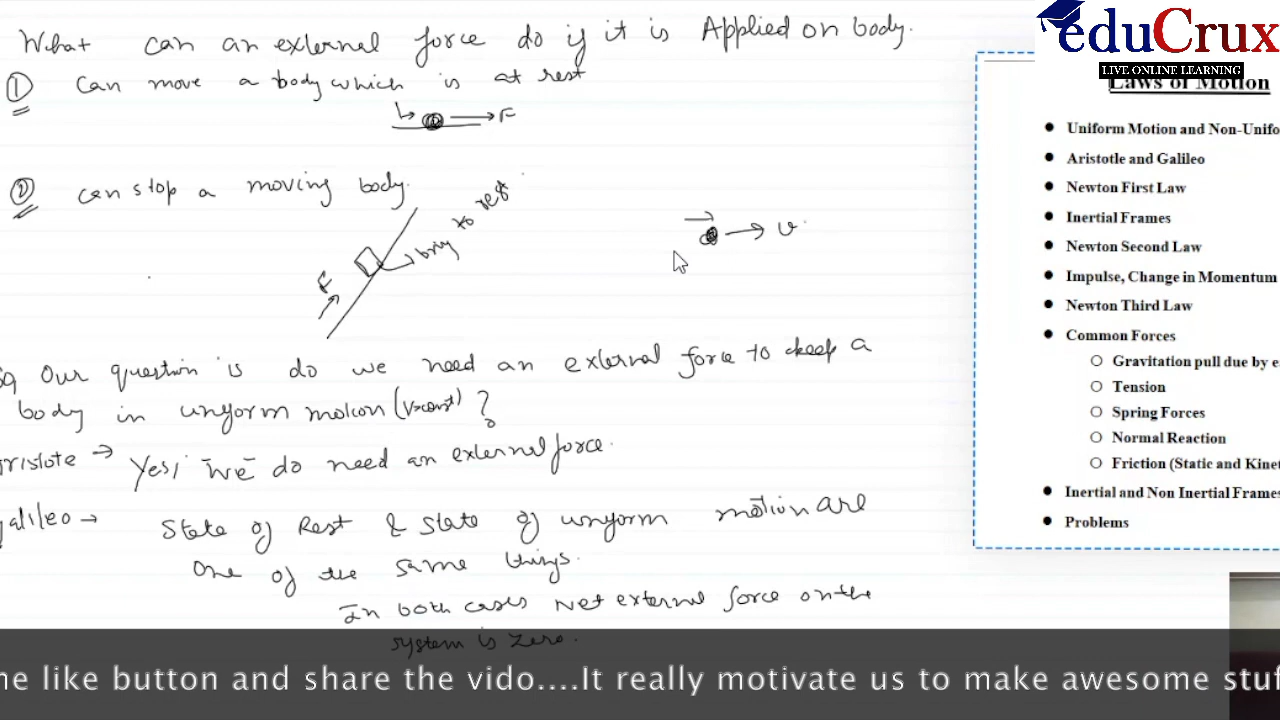 What can an external force do if it is Applied on body.
① Can move a body which is at rest
F
② can stop a moving body.
bring to rest
F
v
Our question is do we need an external force to keep a
body in uniform motion (v=const) ?
ristote → Yes, we do need an external force.
galileo → State of Rest & State of uniform motion are
one of the same things.
In both cases Net external force on the
system is zero.
eduCrux
LIVE ONLINE LEARNING
Laws of Motion
● Uniform Motion and Non-Unifo
● Aristotle and Galileo
● Newton First Law
● Inertial Frames
● Newton Second Law
● Impulse, Change in Momentum
● Newton Third Law
● Common Forces
○ Gravitation pull due by e
○ Tension
○ Spring Forces
○ Normal Reaction
○ Friction (Static and Kinet
● Inertial and Non Inertial Frames
● Problems
ne like button and share the vido....It really motivate us to make awesome stuf